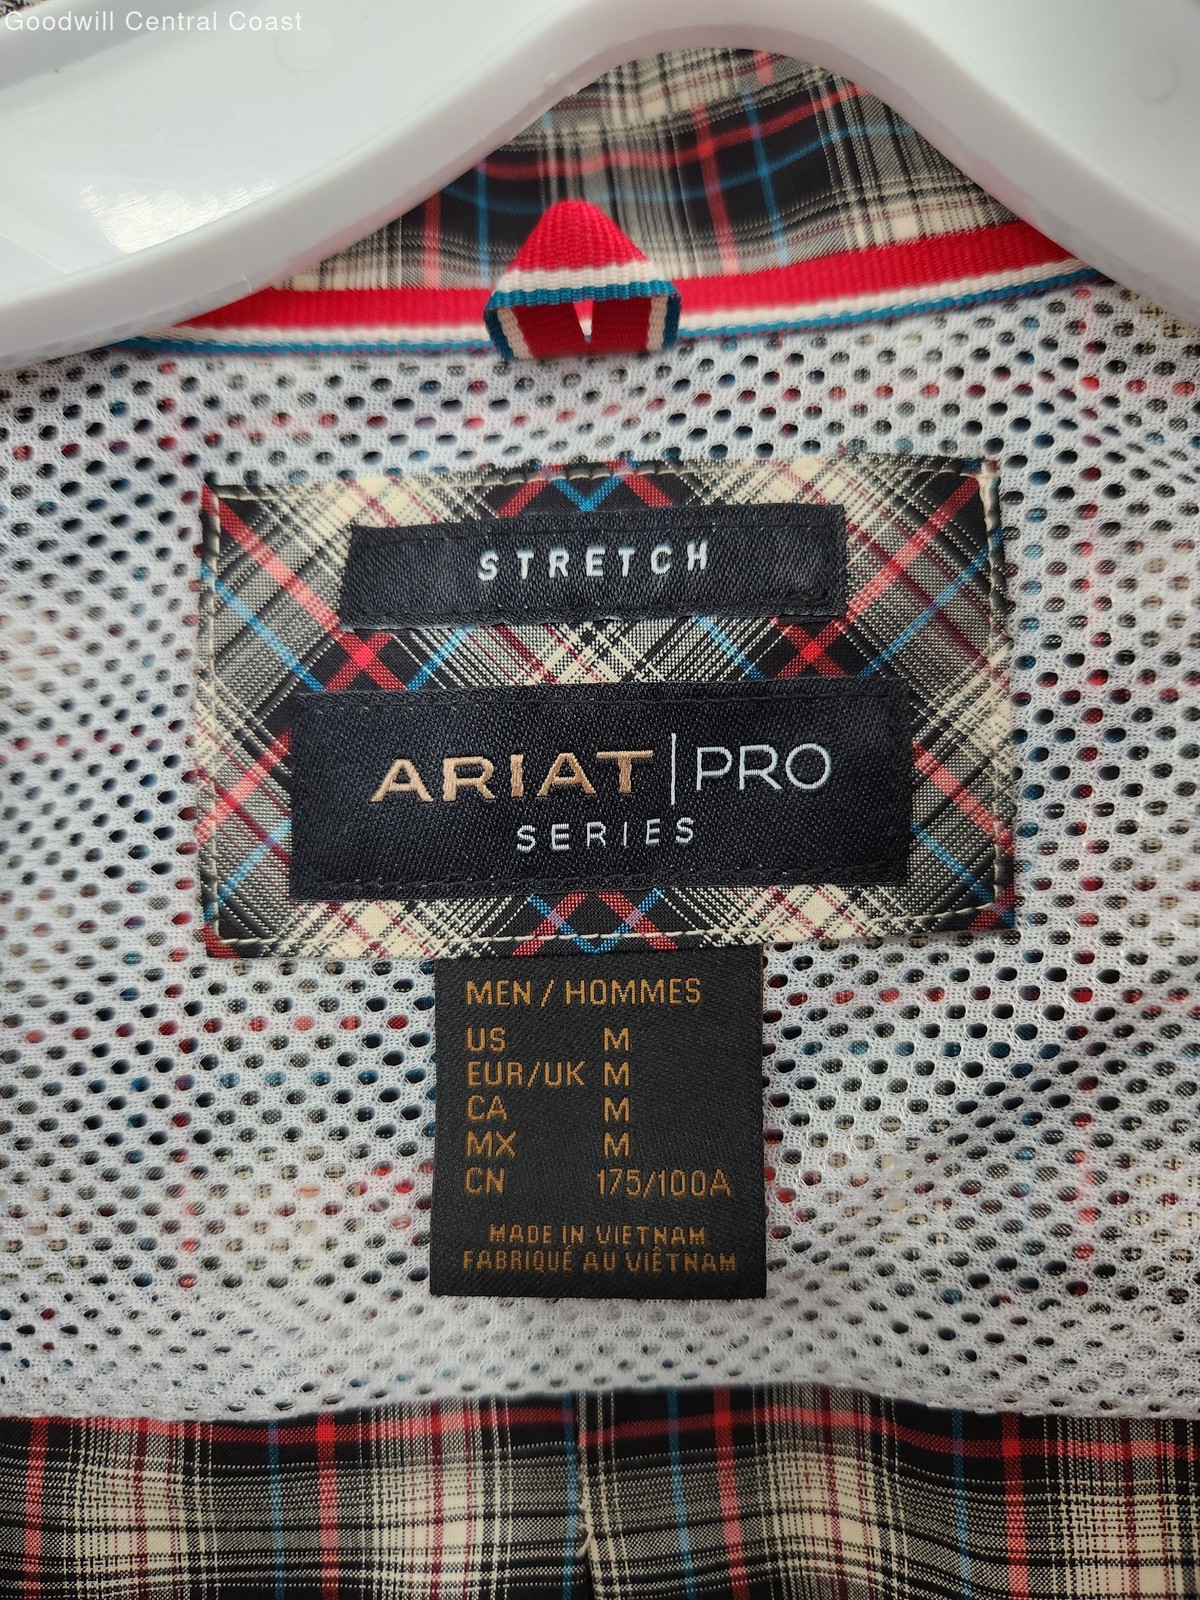 Goodwill Central Coast
STRETCH
ARIAT | PRO
SERIES
MEN / HOMMES
US M
EUR/UK M
CA M
MX M
CN 175/100A
MADE IN VIETNAM
FABRIQUÉ AU VIÊTNAM